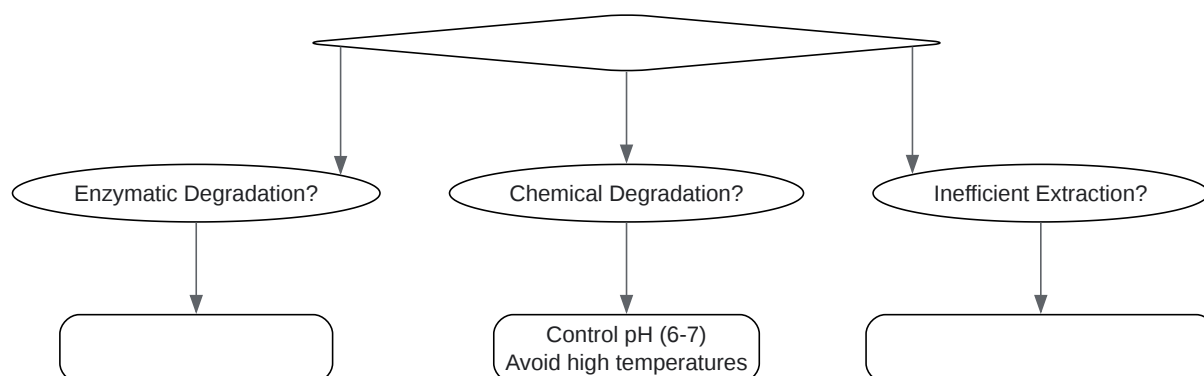 Enzymatic Degradation?
Chemical Degradation?
Inefficient Extraction?
Control pH (6-7)
Avoid high temperatures